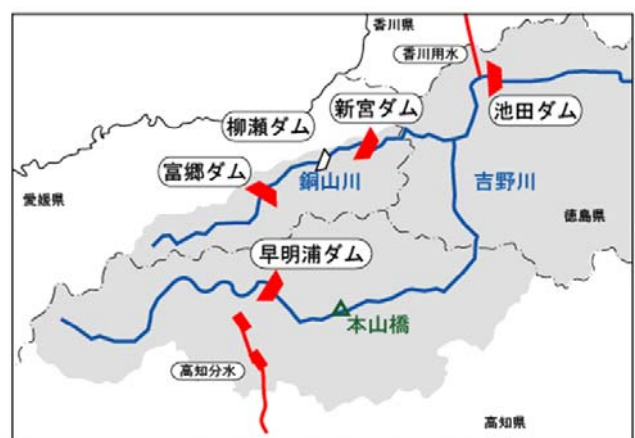 香川県
香川用水
新宮ダム
池田ダム
柳瀬ダム
富郷ダム
銅山川
吉野川
愛媛県
徳島県
早明浦ダム
本山橋
高知分水
高知県